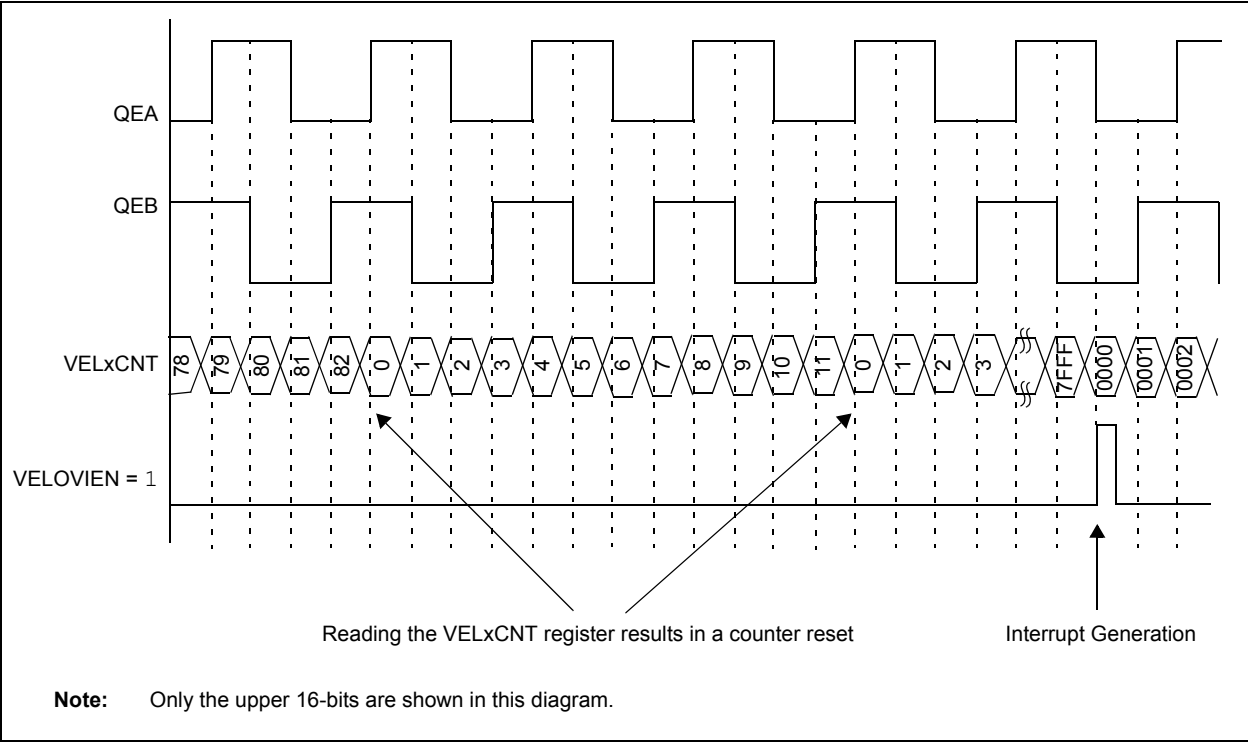 QEA
QEB
VELxCNT
78 79 80 81 82 0 1 2 3 4 5 6 7 8 9 10 11 0 1 2 3 7FFF 0000 0001 0002
VELOVIEN = 1
Reading the VELxCNT register results in a counter reset
Interrupt Generation
Note: Only the upper 16-bits are shown in this diagram.